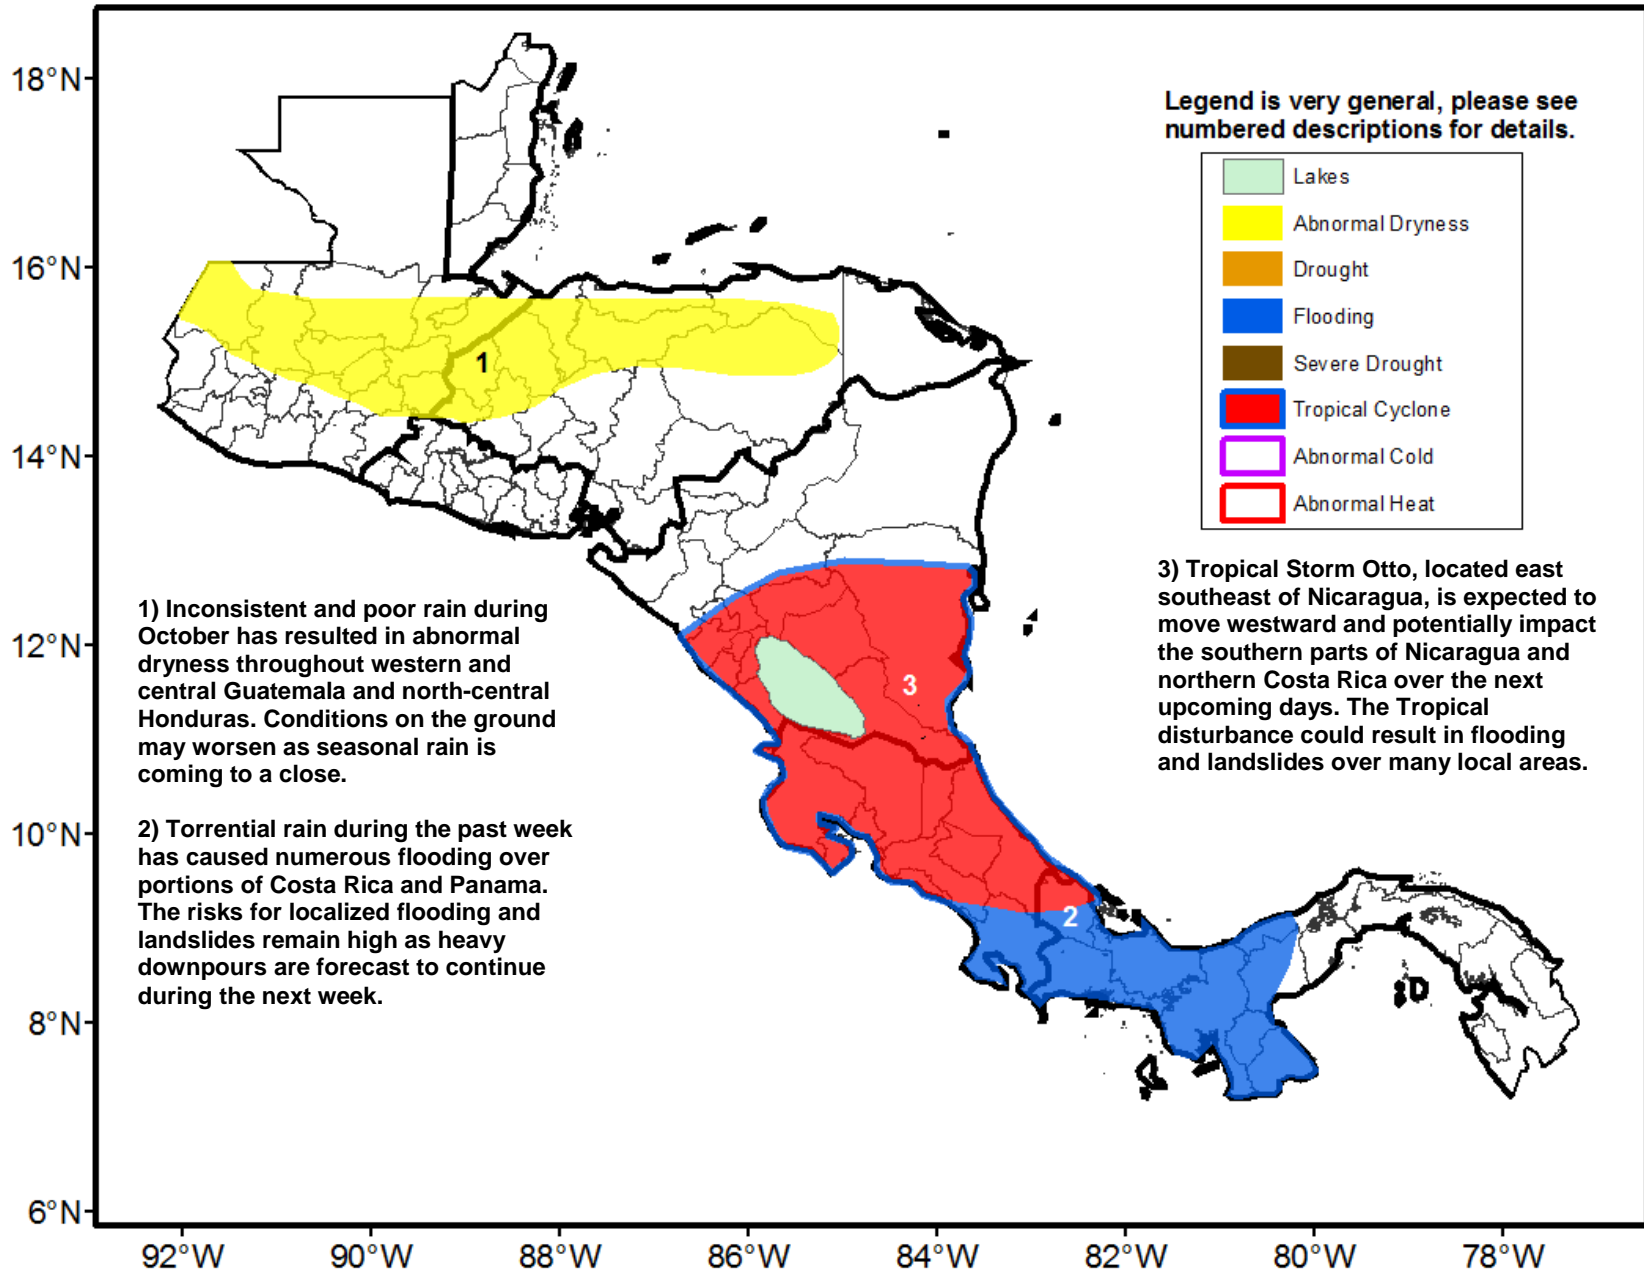 18°N
16°N
14°N
12°N
10°N
8°N
6°N
92°W
90°W
88°W
86°W
84°W
82°W
80°W
78°W
Legend is very general, please see
numbered descriptions for details.
Lakes
Abnormal Dryness
Drought
Flooding
Severe Drought
Tropical Cyclone
Abnormal Cold
Abnormal Heat
1
3
2
1) Inconsistent and poor rain during
October has resulted in abnormal
dryness throughout western and
central Guatemala and north-central
Honduras. Conditions on the ground
may worsen as seasonal rain is
coming to a close.
2) Torrential rain during the past week
has caused numerous flooding over
portions of Costa Rica and Panama.
The risks for localized flooding and
landslides remain high as heavy
downpours are forecast to continue
during the next week.
3) Tropical Storm Otto, located east
southeast of Nicaragua, is expected to
move westward and potentially impact
the southern parts of Nicaragua and
northern Costa Rica over the next
upcoming days. The Tropical
disturbance could result in flooding
and landslides over many local areas.